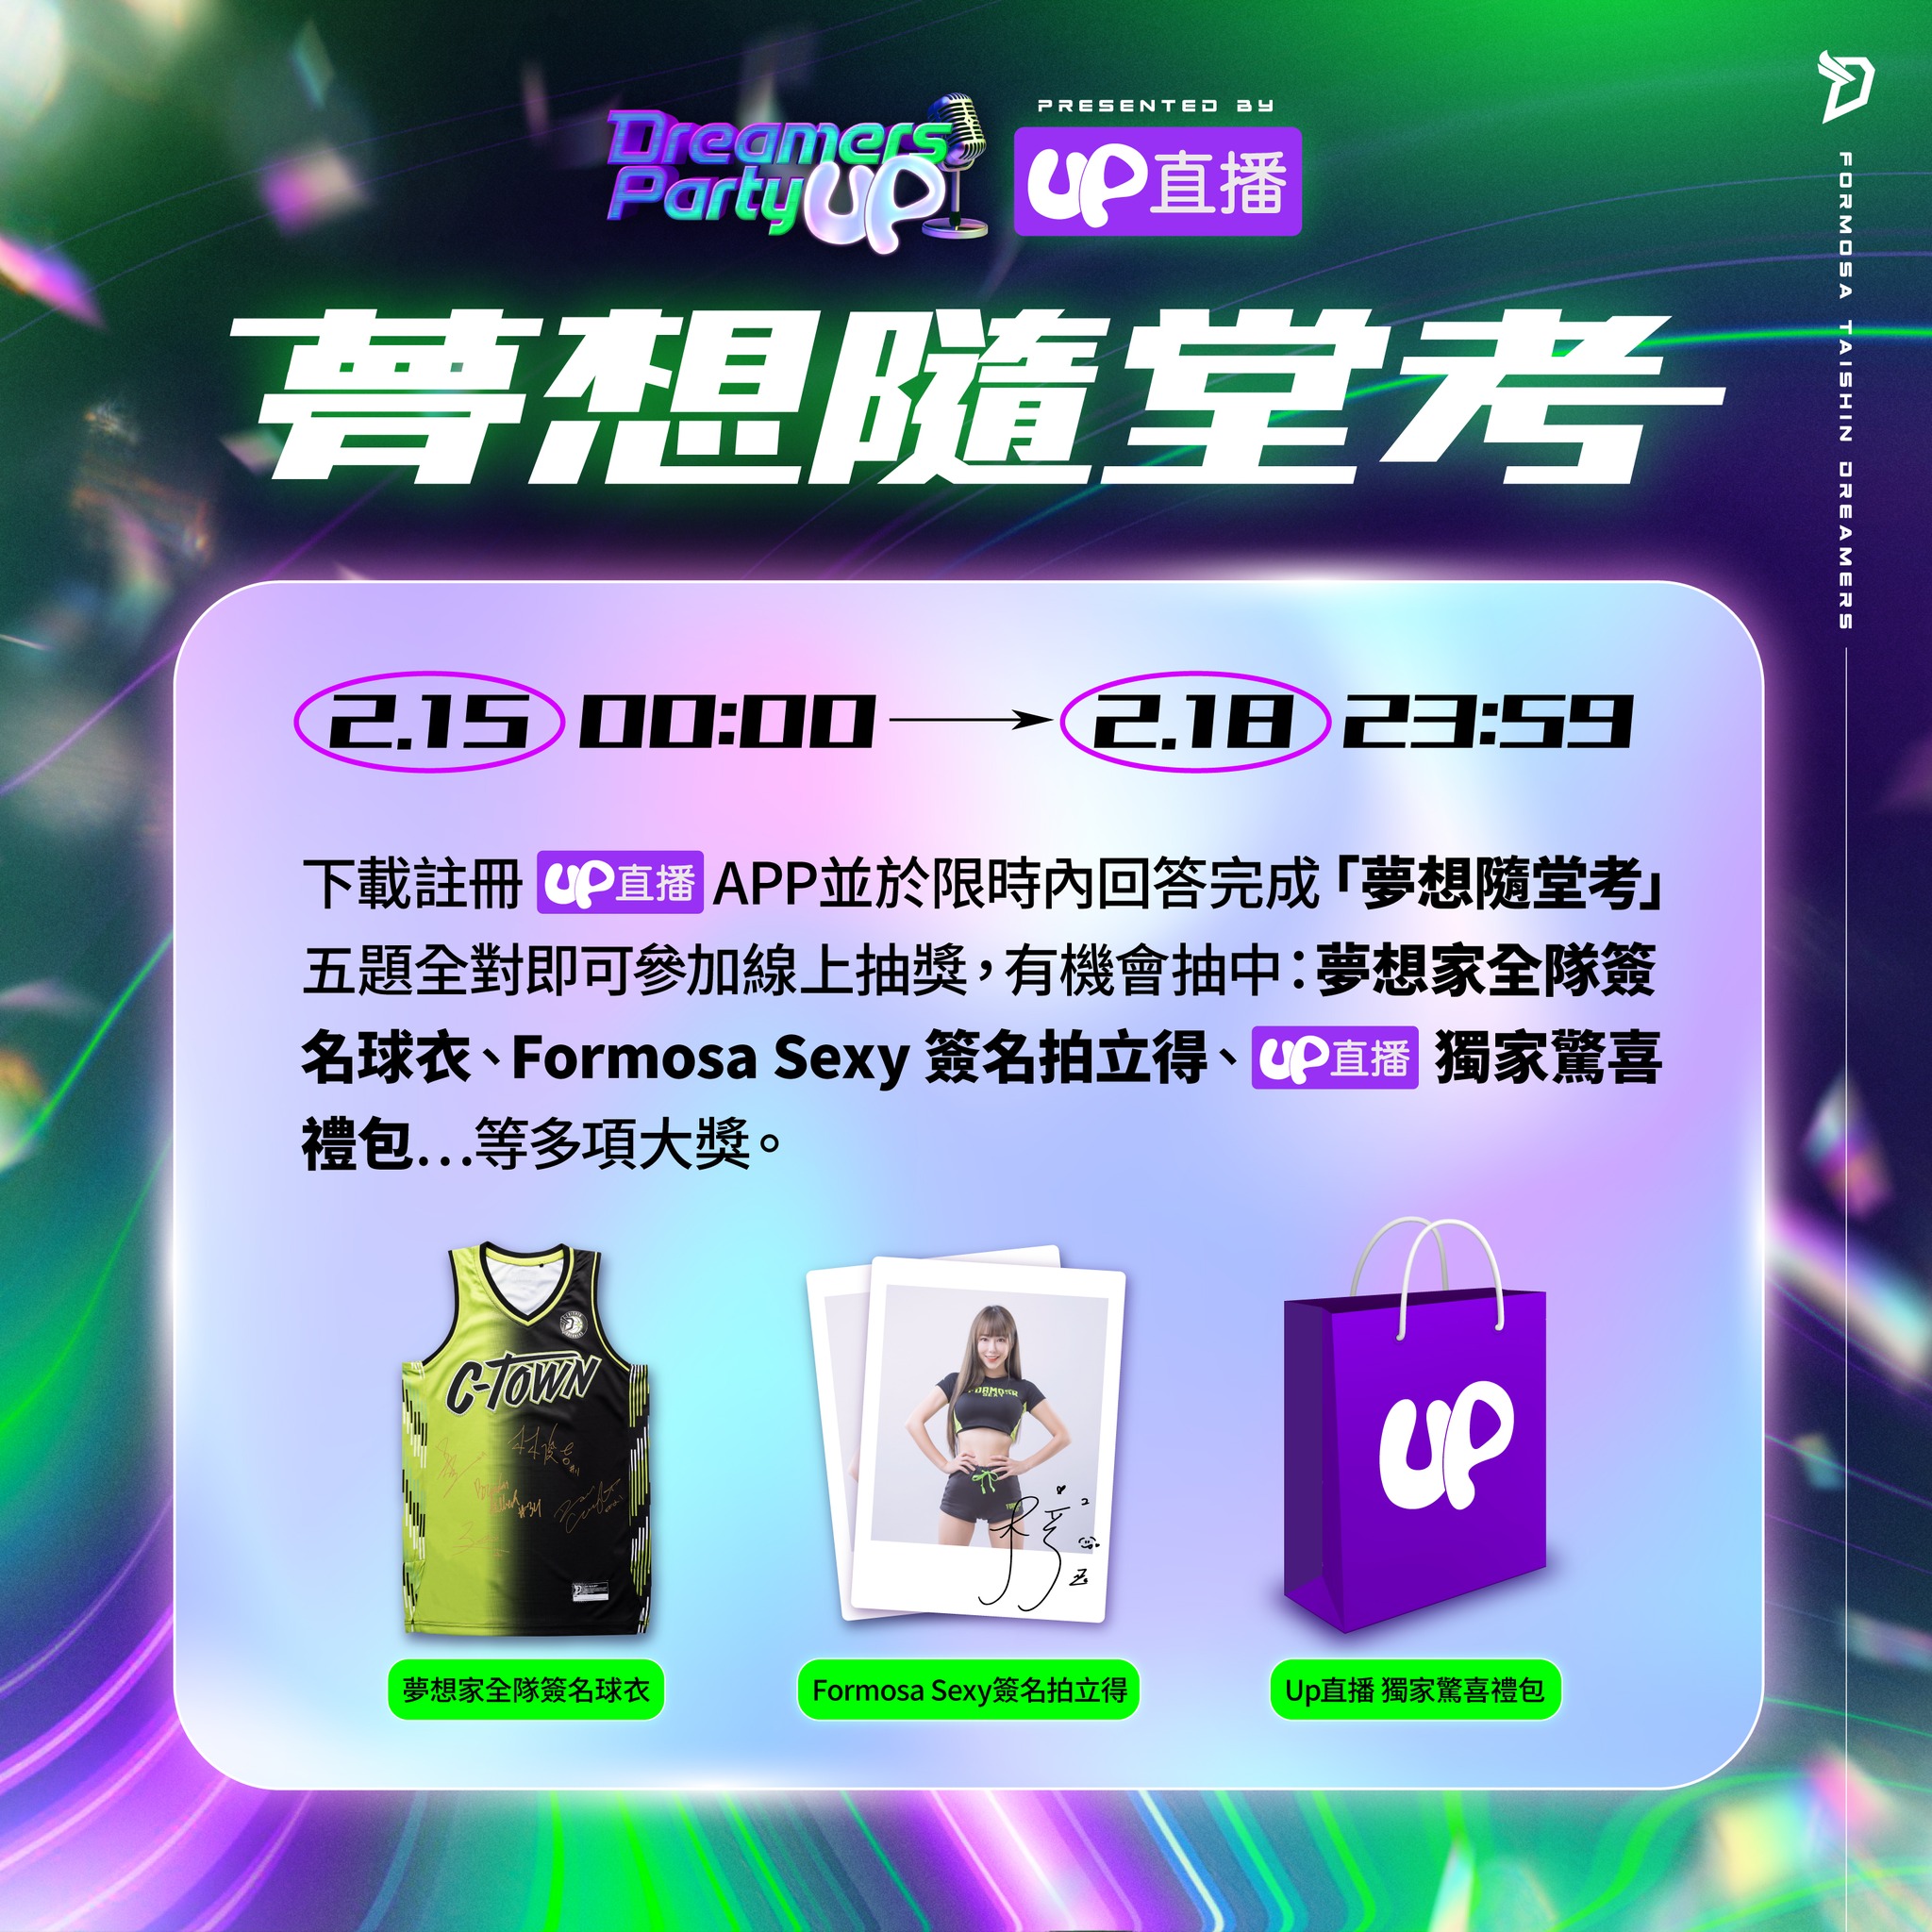 Dreamers
Party UP
PRESENTED BY
UP直播
FORMOSA TAISHIN DREAMERS
夢想隨堂考
2.15 00:00 2.18 23:59
下載註冊 UP直播 APP並於限時內回答完成「夢想隨堂考」
五題全對即可參加線上抽獎,有機會抽中:夢想家全隊簽
名球衣、Formosa Sexy 簽名拍立得、UP直播 獨家驚喜
禮包...等多項大獎。
C-TOWN
FORMOSA
SEXY
UP
夢想家全隊簽名球衣
Formosa Sexy簽名拍立得
Up直播 獨家驚喜禮包